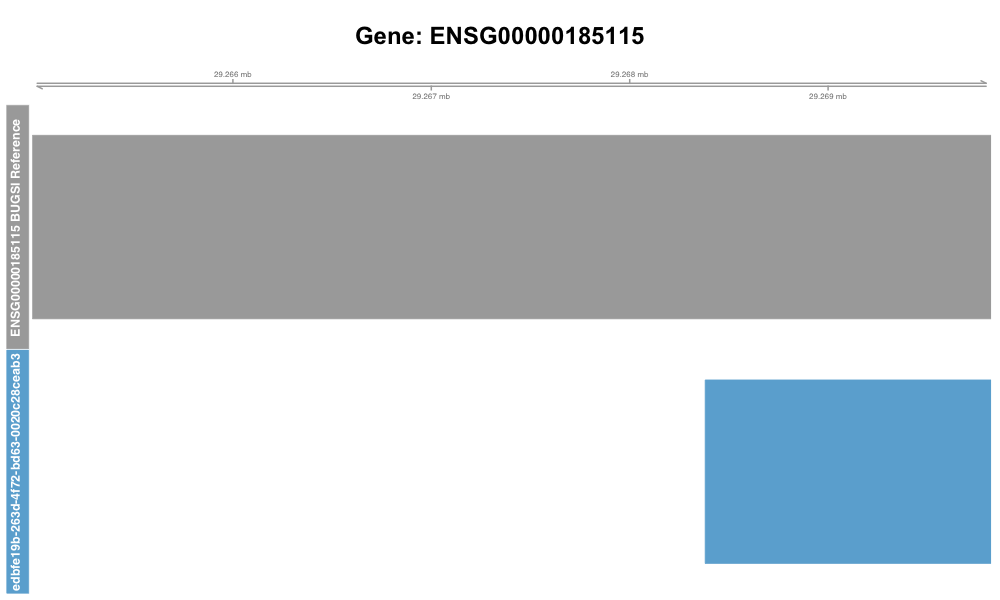 Gene: ENSG00000185115
29.266 mb
29.268 mb
29.267 mb
29.269 mb
ENSG00000185115 BUGSI Reference
edbfe19b-263d-4f72-bd63-0020c28ceab3